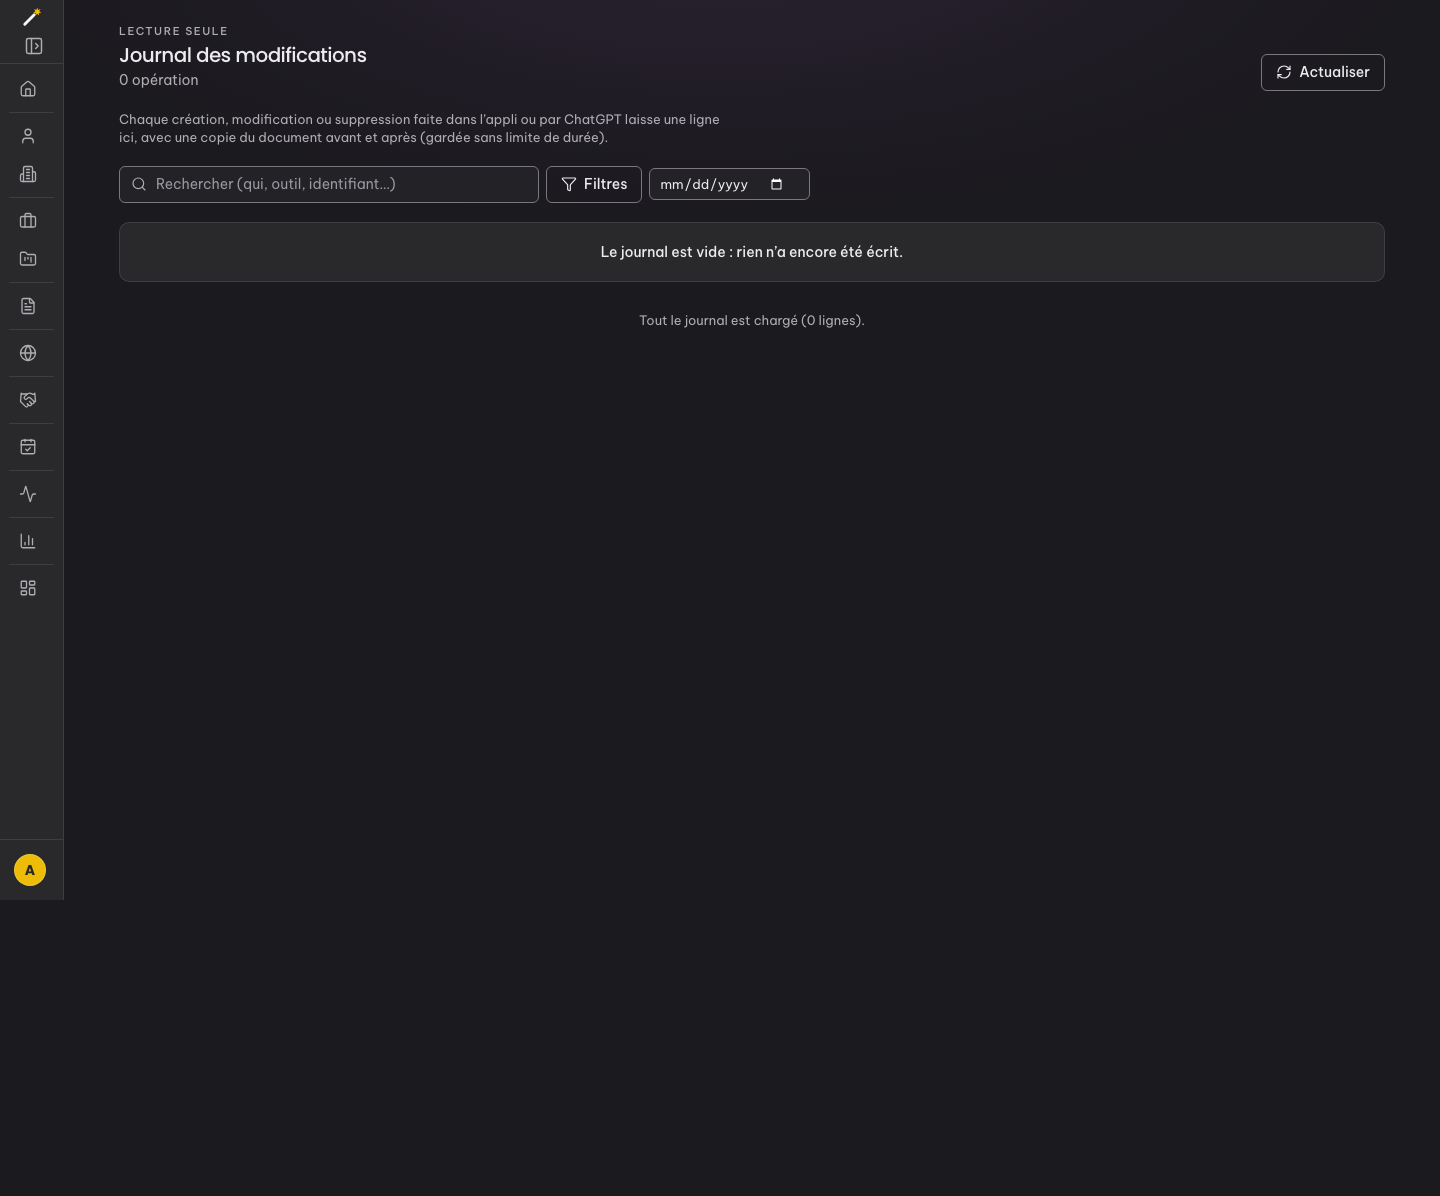 LECTURE SEULE
Journal des modifications
0 opération
Actualiser
Chaque création, modification ou suppression faite dans l'appli ou par ChatGPT laisse une ligne
ici, avec une copie du document avant et après (gardée sans limite de durée).
Rechercher (qui, outil, identifiant…)
Filtres
mm/dd/yyyy
Le journal est vide : rien n’a encore été écrit.
Tout le journal est chargé (0 lignes).
A